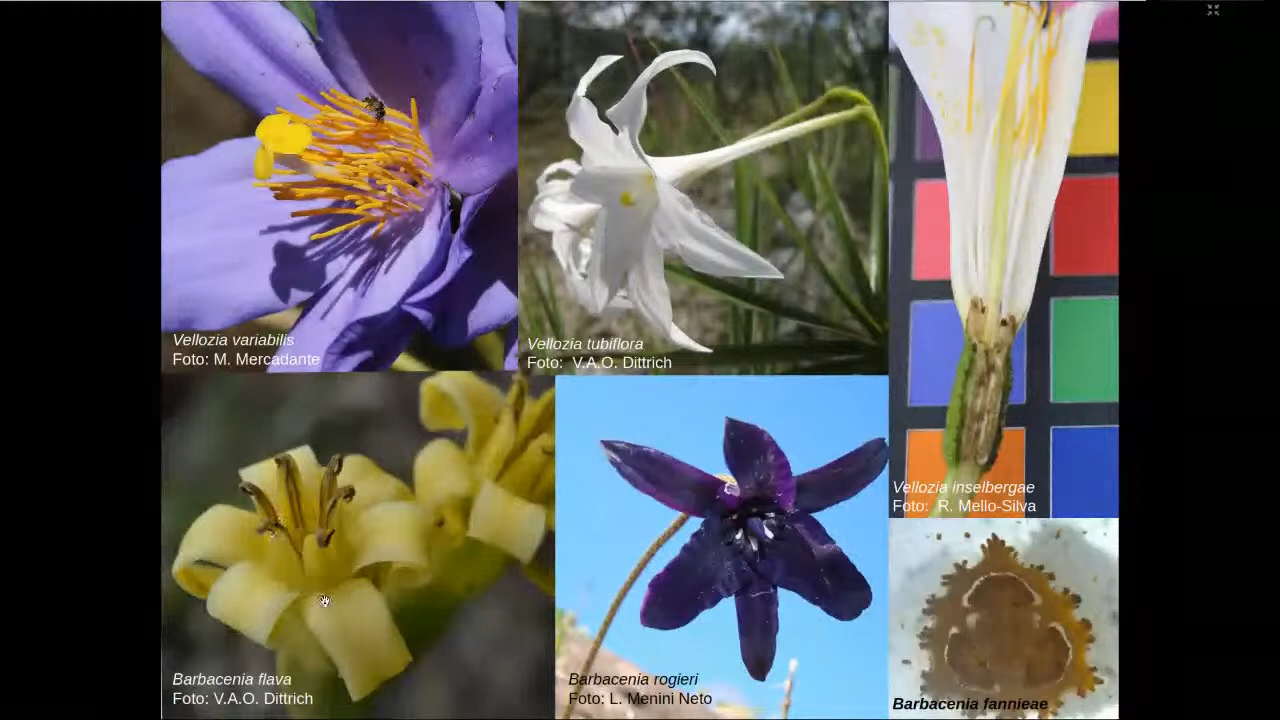 Vellozia variabilis
Foto: M. Mercadante
Vellozia tubiflora
Foto:  V.A.O. Dittrich
Vellozia inselbergae
Foto:  R. Mello-Silva
Barbacenia flava
Foto: V.A.O. Dittrich
Barbacenia rogieri
Foto: L. Menini Neto
Barbacenia fannieae